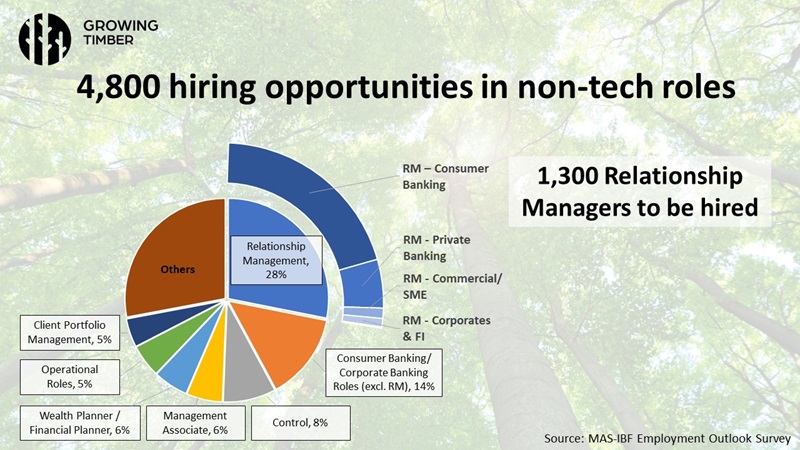 GROWING
TIMBER
4,800 hiring opportunities in non-tech roles
RM – Consumer
Banking
1,300 Relationship
Managers to be hired
RM - Private
Banking
Relationship
Management,
28%
Others
RM - Commercial/
SME
RM - Corporates
& FI
Client Portfolio
Management, 5%
Consumer Banking/
Corporate Banking
Roles (excl. RM), 14%
Operational
Roles, 5%
Wealth Planner /
Financial Planner, 6%
Management
Associate, 6%
Control, 8%
Source: MAS-IBF Employment Outlook Survey